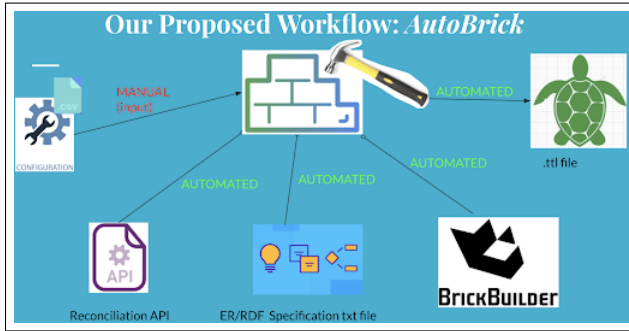 Our Proposed Workflow: AutoBrick
.CSV
MANUAL
(input)
AUTOMATED
CONFIGURATION
AUTOMATED
AUTOMATED
AUTOMATED
.ttl file
API
BRICKBUILDER
Reconciliation API
ER/RDF Specification txt file